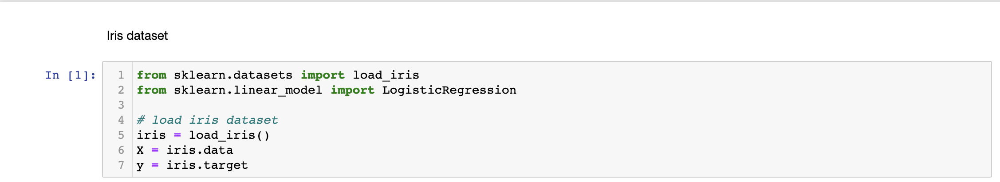 Iris dataset
In [1]:
1 from sklearn.datasets import load_iris
2 from sklearn.linear_model import LogisticRegression
3
4 # load iris dataset
5 iris = load_iris()
6 X = iris.data
7 y = iris.target